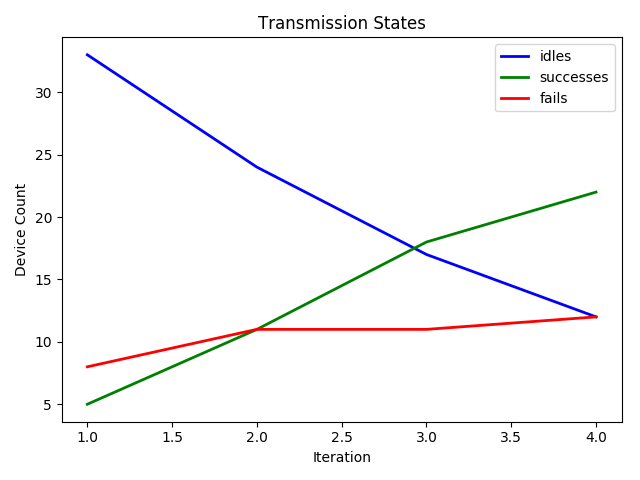 Transmission States
idles
successes
fails
Device Count
30
25
20
15
10
5
1.0 1.5 2.0 2.5 3.0 3.5 4.0
Iteration